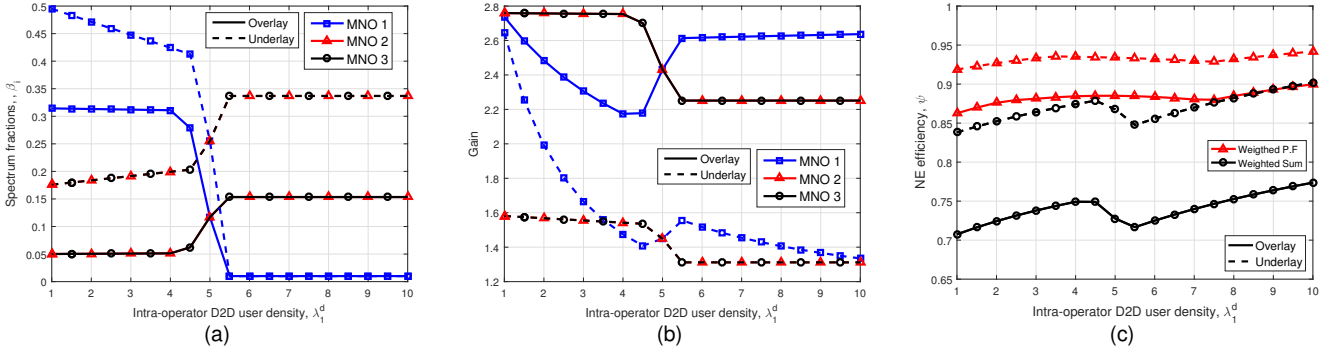 0.5
0.45
0.4
0.35
0.3
0.25
0.2
0.15
0.1
0.05
0
Spectrum fractions, , β_i
Overlay
Underlay
MNO 1
MNO 2
MNO 3
1 2 3 4 5 6 7 8 9 10
Intra-operator D2D user density, λ_1^d
(a)
2.8
2.6
2.4
2.2
2
1.8
1.6
1.4
1.2
Gain
Overlay
Underlay
MNO 1
MNO 2
MNO 3
1 2 3 4 5 6 7 8 9 10
Intra-operator D2D user density, λ_1^d
(b)
1
0.95
0.9
0.85
0.8
0.75
0.7
0.65
NE efficiency, ψ
Weigthed P.F
Weighted Sum
Overlay
Underlay
1 2 3 4 5 6 7 8 9 10
Intra-operator D2D user density, λ_1^d
(c)